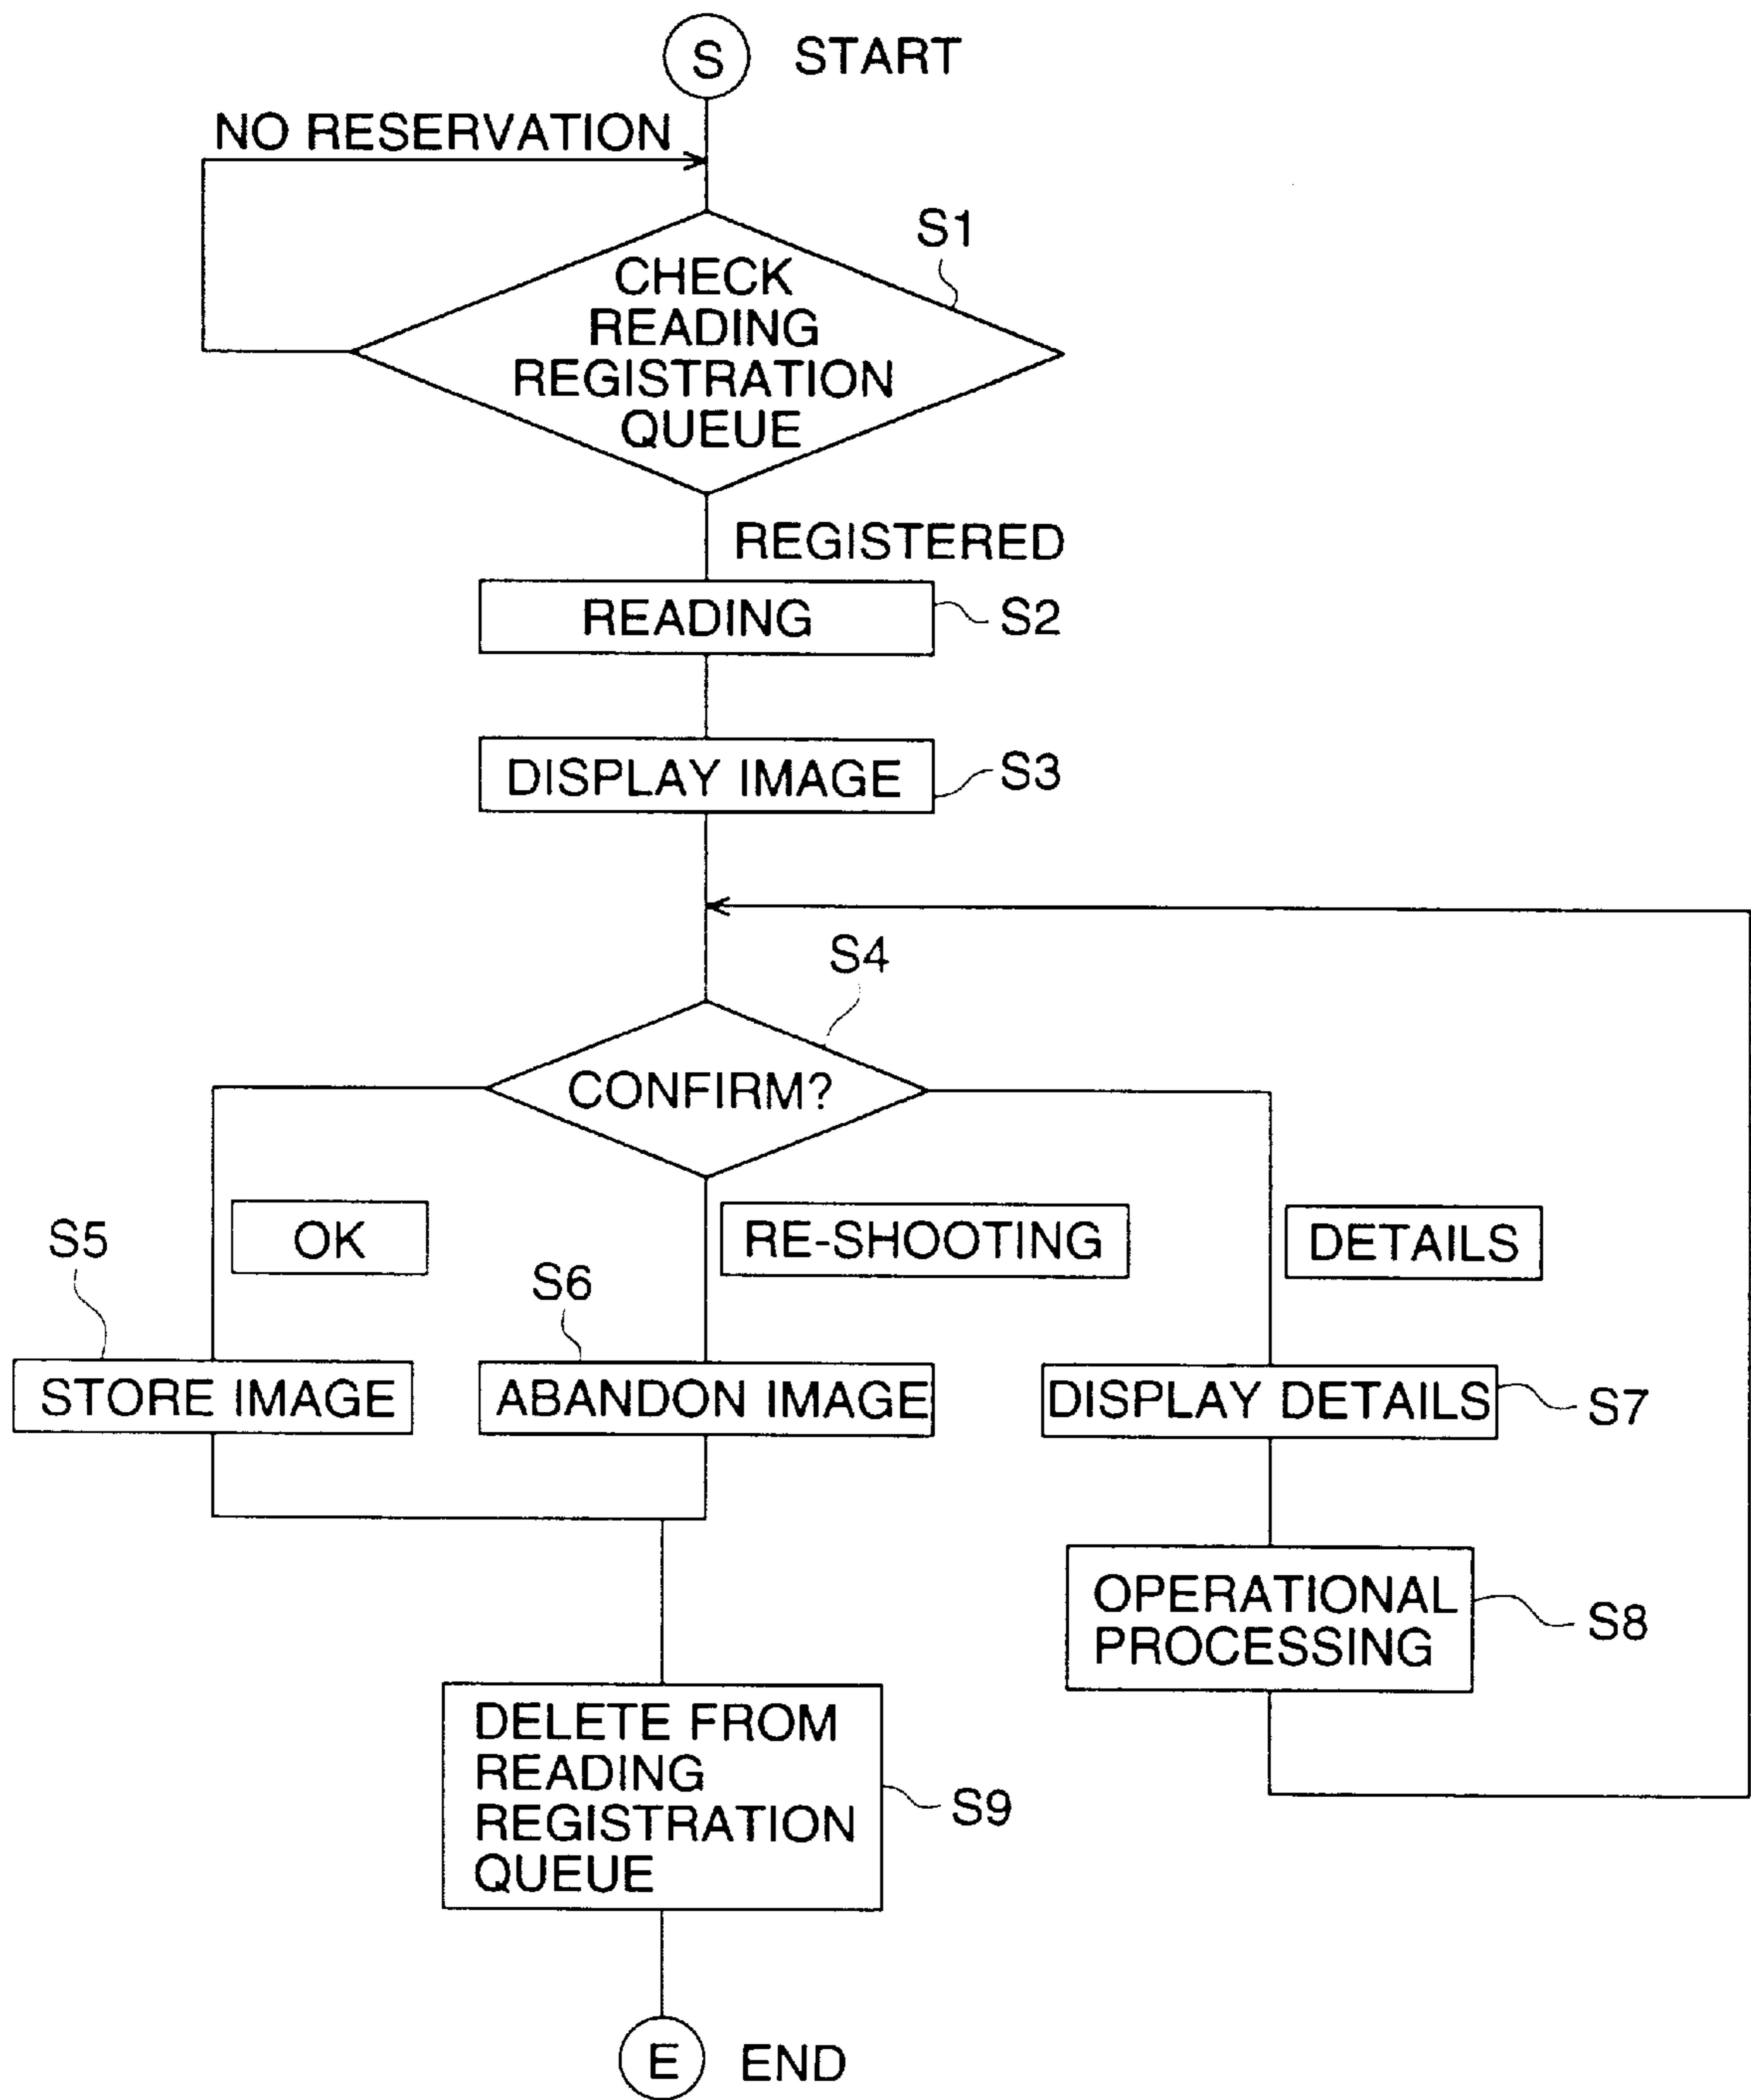 S START
NO RESERVATION
S1
CHECK
READING
REGISTRATION
QUEUE
REGISTERED
READING
S2
DISPLAY IMAGE
S3
S4
CONFIRM?
OK
RE-SHOOTING
DETAILS
S5
S6
STORE IMAGE
ABANDON IMAGE
DISPLAY DETAILS
S7
OPERATIONAL
PROCESSING
S8
DELETE FROM
READING
REGISTRATION
QUEUE
S9
E END